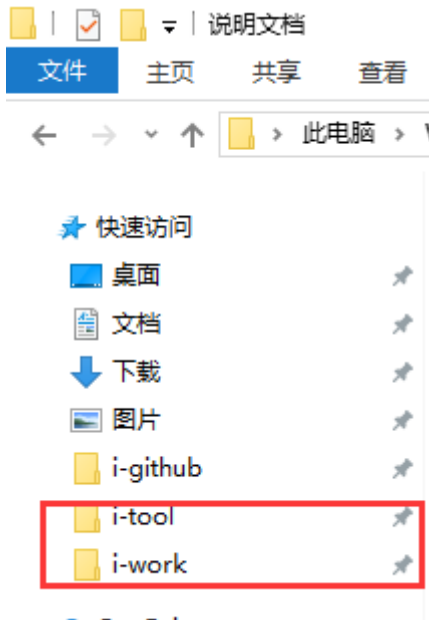 说明文档
文件 主页 共享 查看
此电脑
快速访问
桌面
文档
下载
图片
i-github
i-tool
i-work